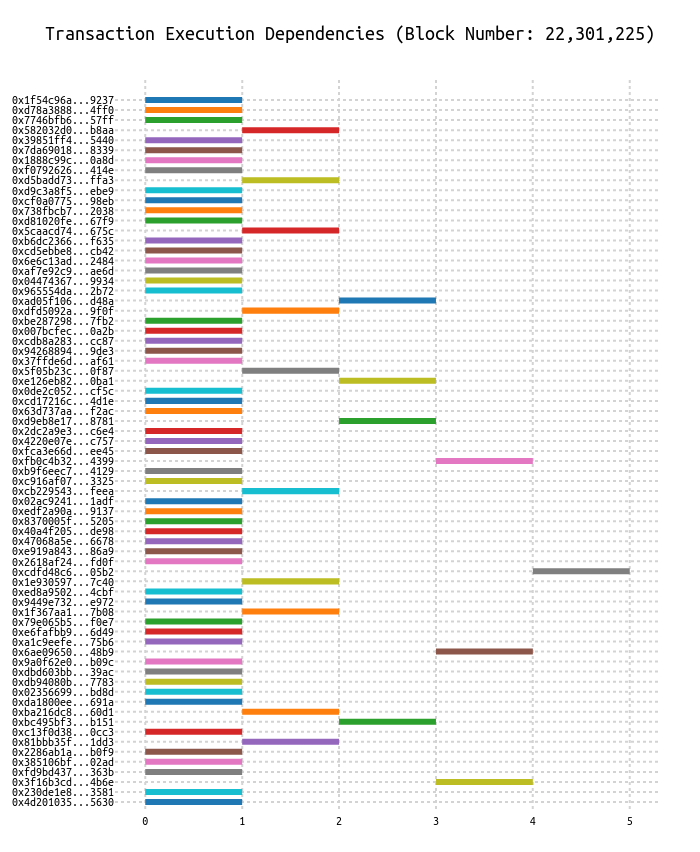 Transaction Execution Dependencies (Block Number: 22,301,225)
0x1f54c96a...9237
0xd78a3888...4ff0
0x7746bfb6...57ff
0x582032d0...b8aa
0x39851ff4...5440
0x7da69018...8339
0x1888c99c...0a8d
0xf0792626...414e
0xd5badd73...ffa3
0xd9c3a8f5...ebe9
0xcf0a0775...98eb
0x738fbcb7...2038
0xd81020fe...67f9
0x5caacd74...675c
0xb6dc2366...f635
0xcd5ebbe8...cb42
0x6e6c13ad...2484
0xaf7e92c9...ae6d
0x04474367...9934
0x965554da...2b72
0xad05f106...d48a
0xdfd5092a...9f0f
0xbe287298...7fb2
0x007bcfec...0a2b
0xcdb8a283...cc87
0x94268894...9de3
0x37ffde6d...af61
0x5f05b23c...0f87
0xe126eb82...0ba1
0x0de2c052...cf5c
0xcd17216c...4d1e
0x63d737aa...f2ac
0xd9eb8e17...8781
0x2dc2a9e3...c6e4
0x4220e07e...c757
0xfca3e66d...ee45
0xfb0c4b32...4399
0xb9f6eec7...4129
0xc916af07...3325
0xcb229543...feea
0x02ac9241...1adf
0xedf2a90a...9137
0x8370005f...5205
0x40a4f205...de98
0x47068a5e...6678
0xe919a843...86a9
0x2618af24...fd0f
0xcdfd48c6...05b2
0x1e930597...7c40
0xed8a9502...4cbf
0x9449e732...e972
0x1f367aa1...7b08
0x79e065b5...f0e7
0xe6fafbb9...6d49
0xa1c9eefe...75b6
0x6ae09650...48b9
0x9a0f62e0...b09c
0xdbd603bb...39ac
0xdb94080b...7783
0x02356699...bd8d
0xda1800ee...691a
0xba216dc8...60d1
0xbc495bf3...b151
0xc13f0d38...0cc3
0x81bbb35f...1dd3
0x2286ab1a...b0f9
0x385106bf...02ad
0xfd9bd437...363b
0x3f16b3cd...4b6e
0x230de1e8...3581
0x4d201035...5630
0 1 2 3 4 5